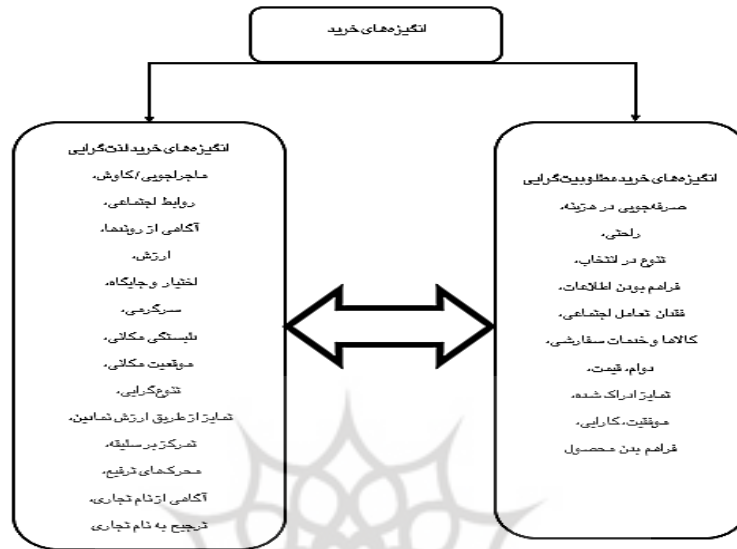 انگیزه‌های خرید
انگیزه‌های خرید مطلوبیت‌گرایی
صرفه‌جویی در هزینه،
راحتی،
تنوع در انتخاب،
فراهم بودن اطلاعات،
فقدان تعامل اجتماعی،
کالاها و خدمات سفارشی،
دوام، قیمت،
تمایز ادراک شده،
موفقیت، کارایی،
فراهم بدن محصول
انگیزه‌های خرید لذت‌گرایی
ماجراجویی/کاوش،
روابط اجتماعی،
آگاهی از روندها،
ارزش،
اختیار و جایگاه،
سرگرمی،
مکانی،
موقعیت مکانی،
تنوع‌گرایی،
تمایز از طریق ارزش نمادین،
تمرکز بر سلیقه،
محرک‌های ترفیع،
آگاهی از نام تجاری،
ترجیح به نام تجاری